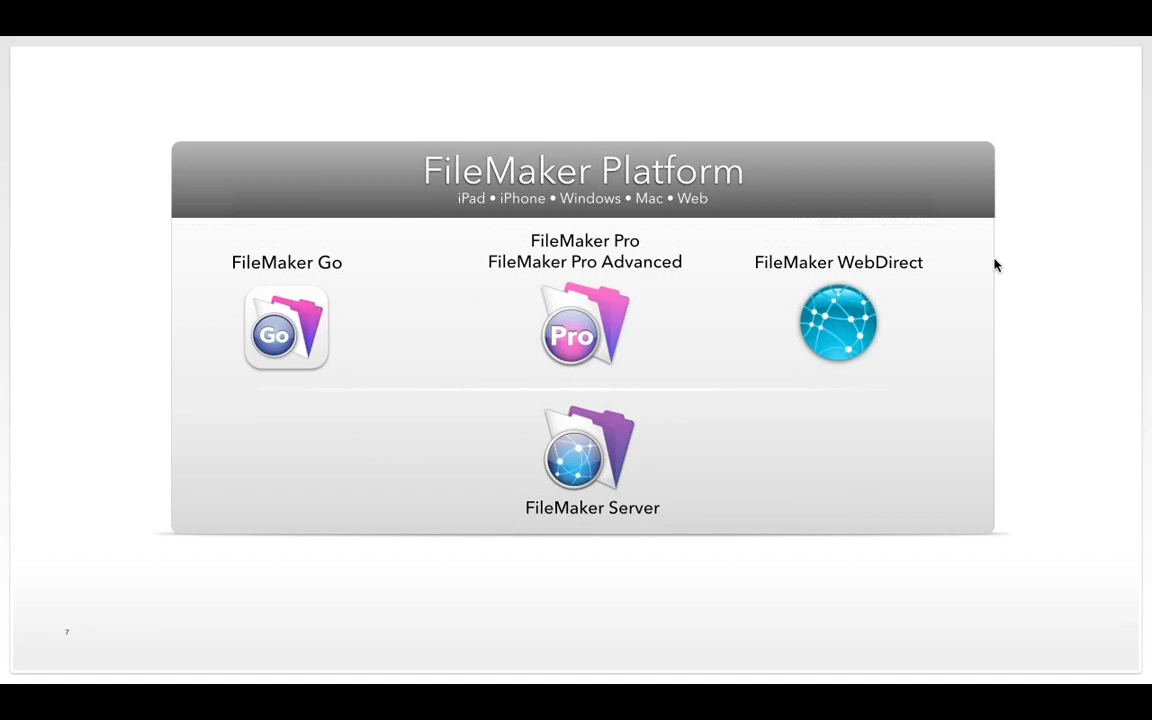 FileMaker Platform
iPad • iPhone • Windows • Mac • Web
FileMaker Pro
FileMaker Go
FileMaker Pro Advanced
FileMaker WebDirect
Go
Pro
FileMaker Server
7